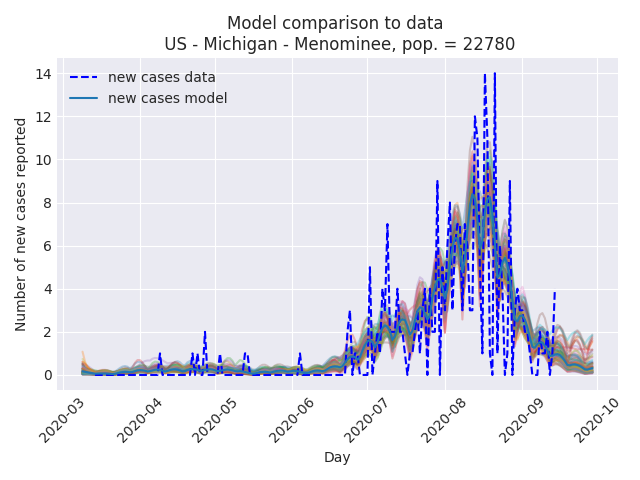 Model comparison to data
US - Michigan - Menominee, pop. = 22780
new cases data
new cases model
Number of new cases reported
14
12
10
8
6
4
2
0
2020-03
2020-04
2020-05
2020-06
2020-07
2020-08
2020-09
2020-10
Day